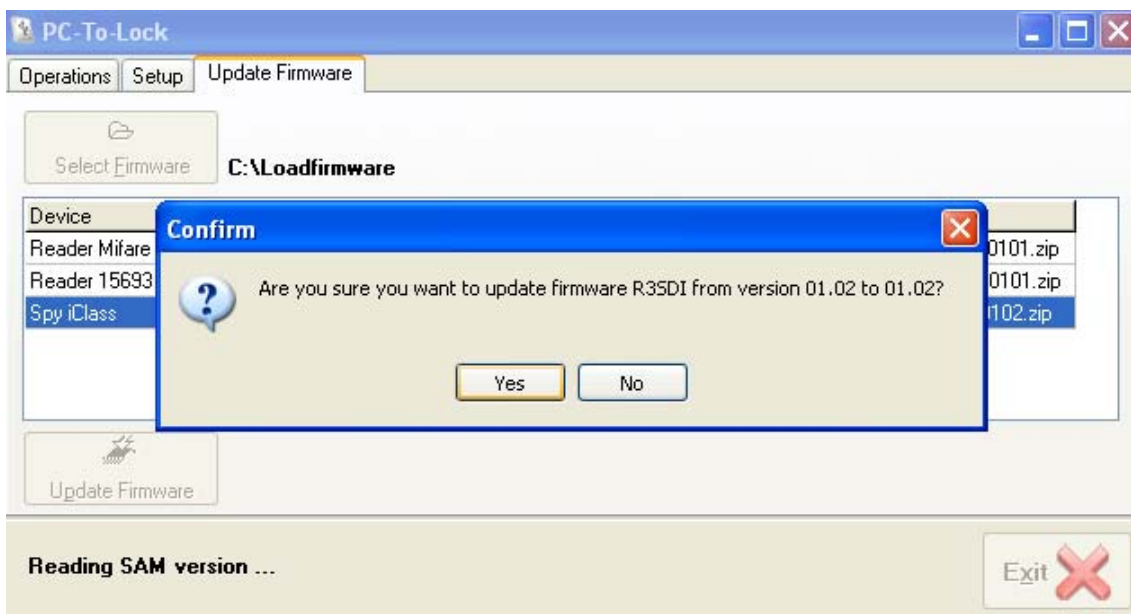 PC-To-Lock
Operations Setup Update Firmware
Select Firmware C:\Loadfirmware
Device
Confirm
Reader Mifare 0101.zip
Are you sure you want to update firmware R3SDI from version 01.02 to 01.02?
Reader 15693 0101.zip
Spy iClass 0102.zip
Yes No
Update Firmware
Reading SAM version ...
Exit